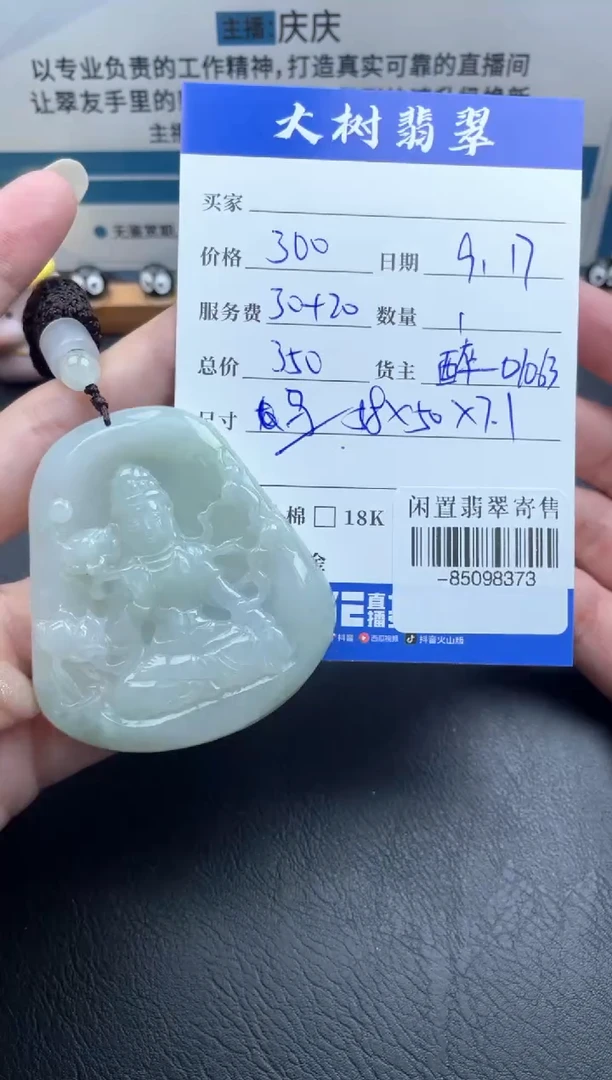 主播:庆庆
以专业负责的工作精神,打造真实可靠的直播间
让翠友手里的
主播
大树翡翠
买家
价格 300 日期 9.17
服务费 30+20 数量 1
总价 350 货主 醉-01063
尺寸 58×50×7.1
棉 □ 18K
闲置翡翠寄售
-85098373
直播
抖音 西瓜视频 抖音火山版